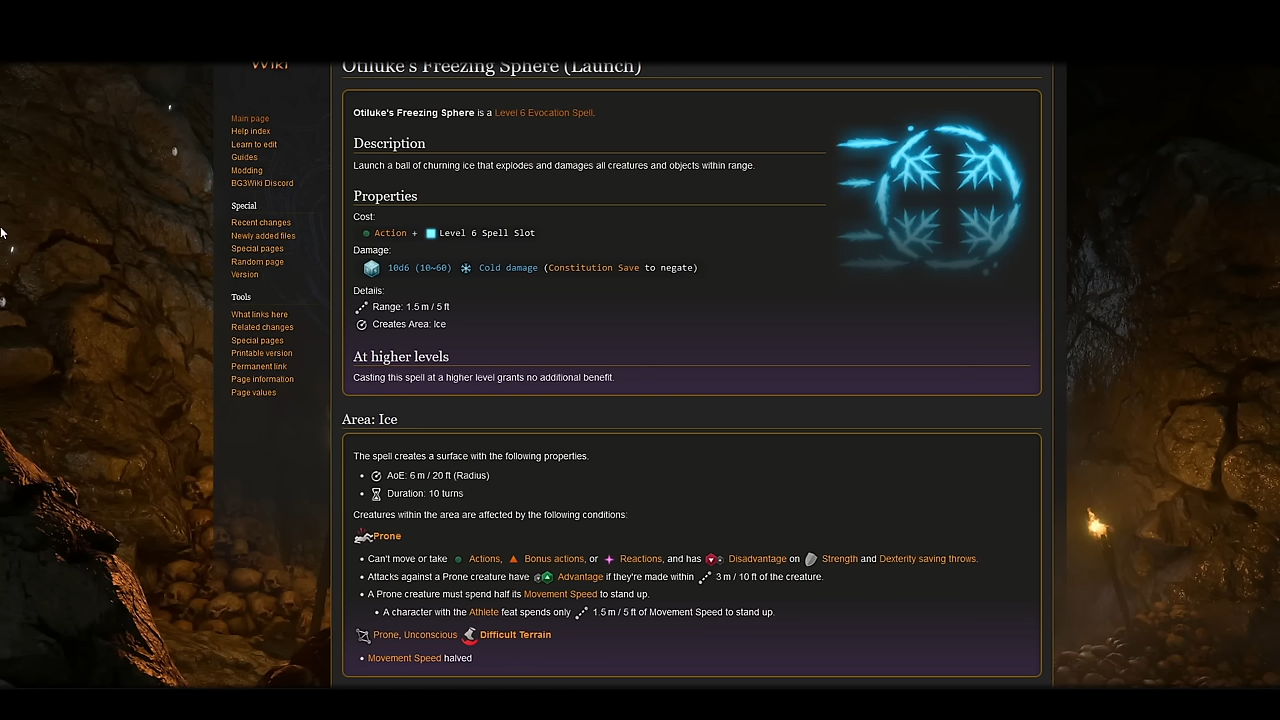 Wiki
Otiluke's Freezing Sphere (Launch)
Main page
Help index
Learn to edit
Guides
Modding
BG3Wiki Discord
Special
Recent changes
Newly added files
Special pages
Random page
Version
Tools
What links here
Related changes
Special pages
Printable version
Permanent link
Page information
Page values
Otiluke's Freezing Sphere is a Level 6 Evocation Spell.
Description
Launch a ball of churning ice that explodes and damages all creatures and objects within range.
Properties
Cost:
Action + Level 6 Spell Slot
Damage:
10d6 (10~60) Cold damage (Constitution Save to negate)
Details:
Range: 1.5 m / 5 ft
Creates Area: Ice
At higher levels
Casting this spell at a higher level grants no additional benefit.
Area: Ice
The spell creates a surface with the following properties.
• AoE: 6 m / 20 ft (Radius)
• Duration: 10 turns
Creatures within the area are affected by the following conditions:
Prone
• Can't move or take Actions, Bonus actions, or Reactions, and has Disadvantage on Strength and Dexterity saving throws.
• Attacks against a Prone creature have Advantage if they're made within 3 m / 10 ft of the creature.
• A Prone creature must spend half its Movement Speed to stand up.
• A character with the Athlete feat spends only 1.5 m / 5 ft of Movement Speed to stand up.
Prone, Unconscious Difficult Terrain
• Movement Speed halved